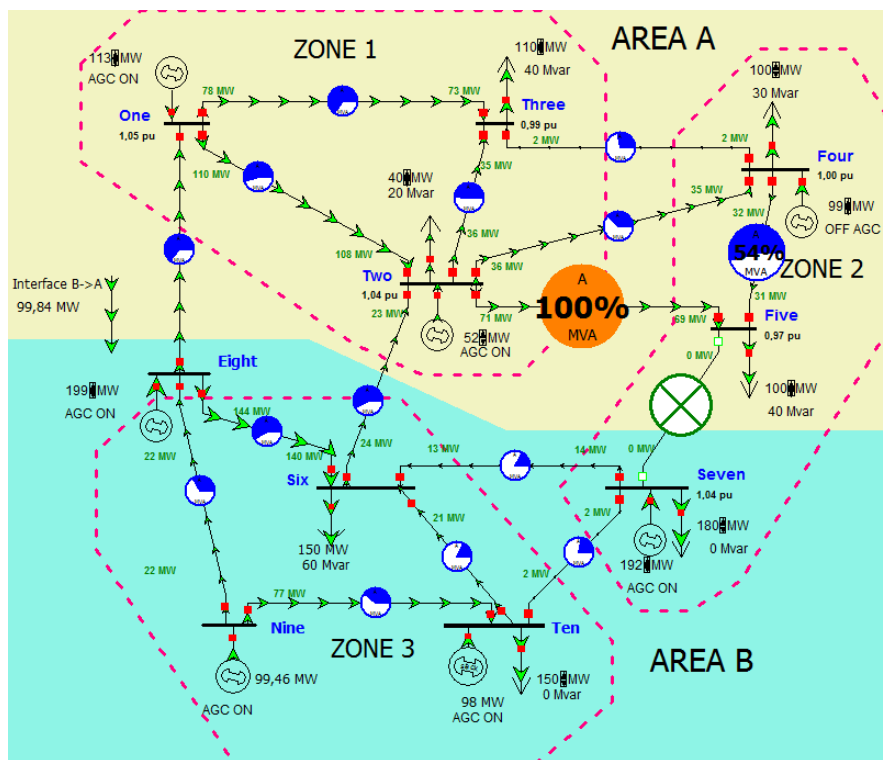 ZONE 1
AREA A
113 MW
AGC ON
110 MW
40 Mvar
100 MW
30 Mvar
78 MW
73 MW
One
1,05 pu
Three
0,99 pu
2 MW
2 MW
Four
1,00 pu
110 MW
35 MW
40 MW
20 Mvar
35 MW
32 MW
99 MW
OFF AGC
A
54%
MVA
ZONE 2
108 MW
36 MW
36 MW
Two
1,04 pu
23 MW
Interface B->A
99,84 MW
71 MW
A
100%
MVA
69 MW
31 MW
Five
0,97 pu
52 MW
AGC ON
0 MW
Eight
199 MW
AGC ON
100 MW
40 Mvar
144 MW
140 MW
22 MW
24 MW
13 MW
14 MW
0 MW
Six
Seven
1,04 pu
21 MW
2 MW
150 MW
60 Mvar
180 MW
0 Mvar
192 MW
AGC ON
22 MW
2 MW
77 MW
Nine
ZONE 3
Ten
AREA B
99,46 MW
AGC ON
98 MW
AGC ON
150 MW
0 Mvar